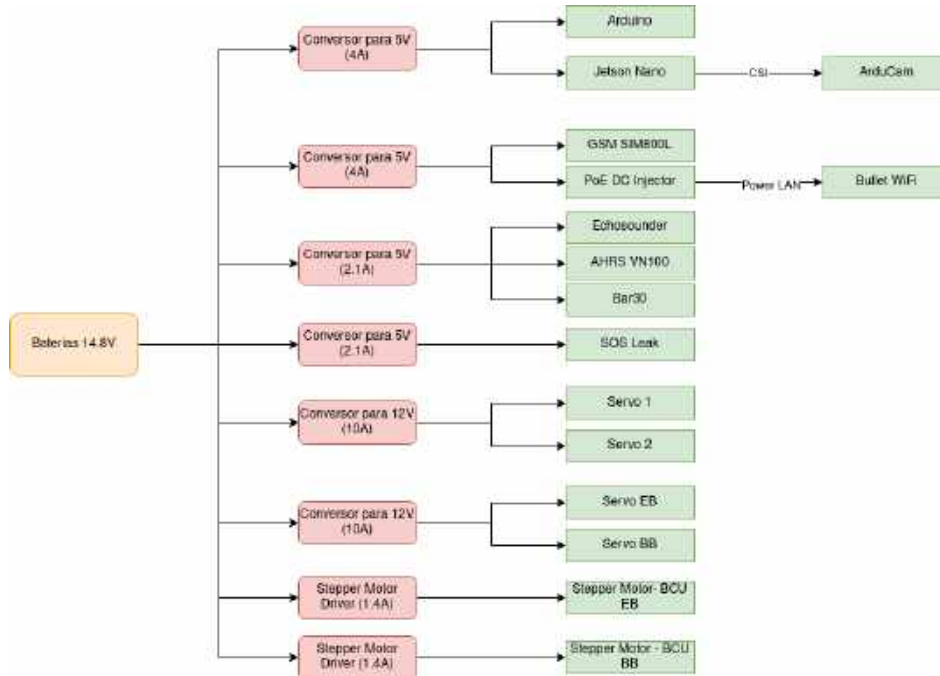 Arduino
Conversor para 5V
(4A)
Jetson Nano
CSI
ArduCam
GSM SIM800L
Conversor para 5V
(4A)
PoE DC Injector
Power LAN
Bullet WiFi
Echosounder
Conversor para 5V
(2.1A)
AHRS VN100
Bar30
Baterias 14.8V
Conversor para 5V
(2.1A)
SOS Leak
Servo 1
Conversor para 12V
(10A)
Servo 2
Servo EB
Conversor para 12V
(10A)
Servo BB
Stepper Motor
Driver (1.4A)
Stepper Motor- BCU
EB
Stepper Motor
Driver (1.4A)
Stepper Motor - BCU
BB